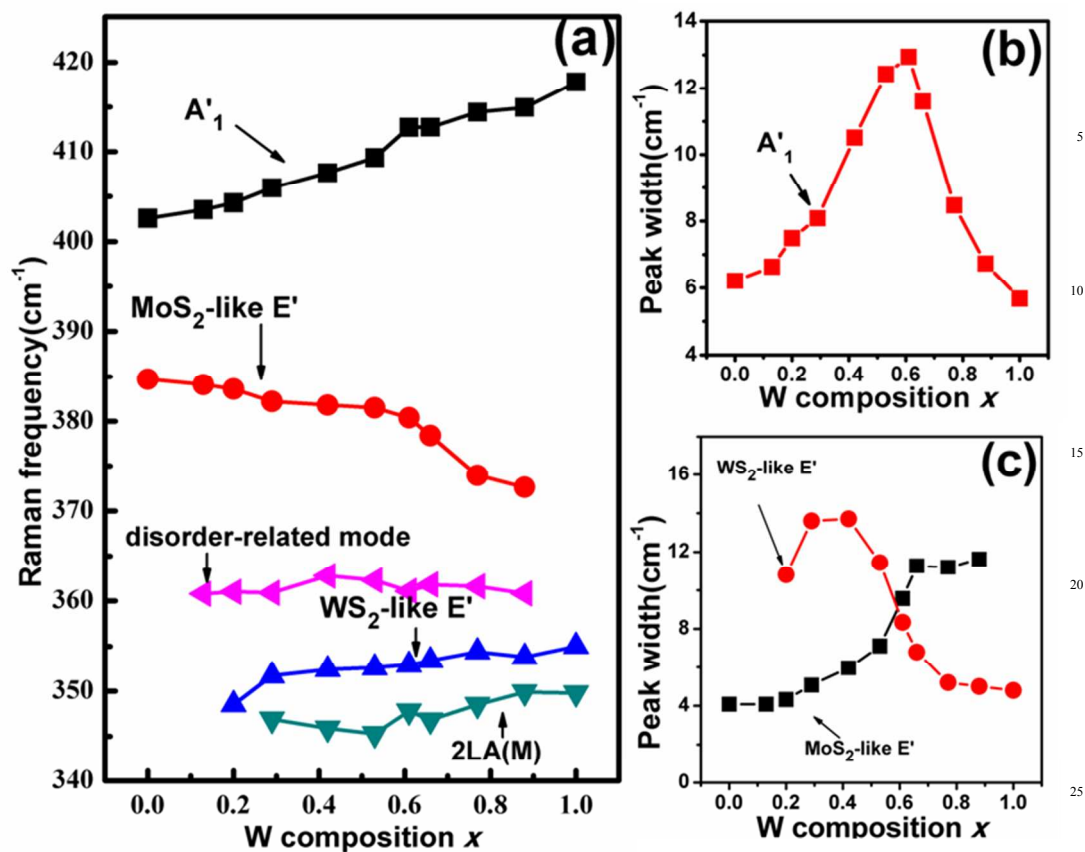 (a)
420
410
400
390
380
370
360
350
340
Raman frequency(cm⁻¹)
A'₁
MoS₂-like E'
disorder-related mode
WS₂-like E'
2LA(M)
0.0 0.2 0.4 0.6 0.8 1.0
W composition x
(b)
14
12
10
8
6
4
Peak width(cm⁻¹)
A'₁
0.0 0.2 0.4 0.6 0.8 1.0
W composition x
(c)
16
12
8
4
0
Peak width(cm⁻¹)
WS₂-like E'
MoS₂-like E'
0.0 0.2 0.4 0.6 0.8 1.0
W composition x
5
10
15
20
25